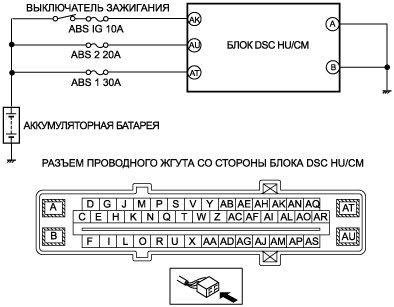 ВЫКЛЮЧАТЕЛЬ ЗАЖИГАНИЯ
ABS IG 10A
AK
A
ABS 2 20A
AU
БЛОК DSC HU/CM
ABS 1 30A
AT
B
АККУМУЛЯТОРНАЯ БАТАРЕЯ
РАЗЪЕМ ПРОВОДНОГО ЖГУТА СО СТОРОНЫ БЛОКА DSC HU/CM
A D G J M P S V Y AB AE AH AK AN AQ AT
C E H K N Q T W Z AC AF AI AL AO AR
B F I L O R U X AA AD AG AJ AM AP AS AU